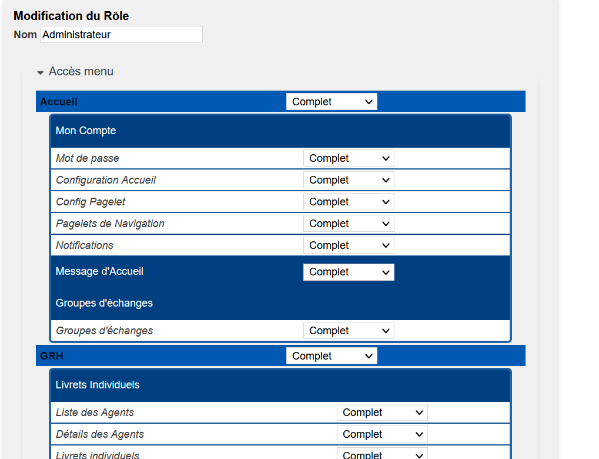 Modification du Rôle
Nom Administrateur
Accès menu
Accueil Complet
Mon Compte
Mot de passe Complet
Configuration Accueil Complet
Config Pagelet Complet
Pagelets de Navigation Complet
Notifications Complet
Message d'Accueil Complet
Groupes d'échanges
Groupes d'échanges Complet
GRH Complet
Livrets Individuels
Liste des Agents Complet
Détails des Agents Complet
Livrets individuels Complet